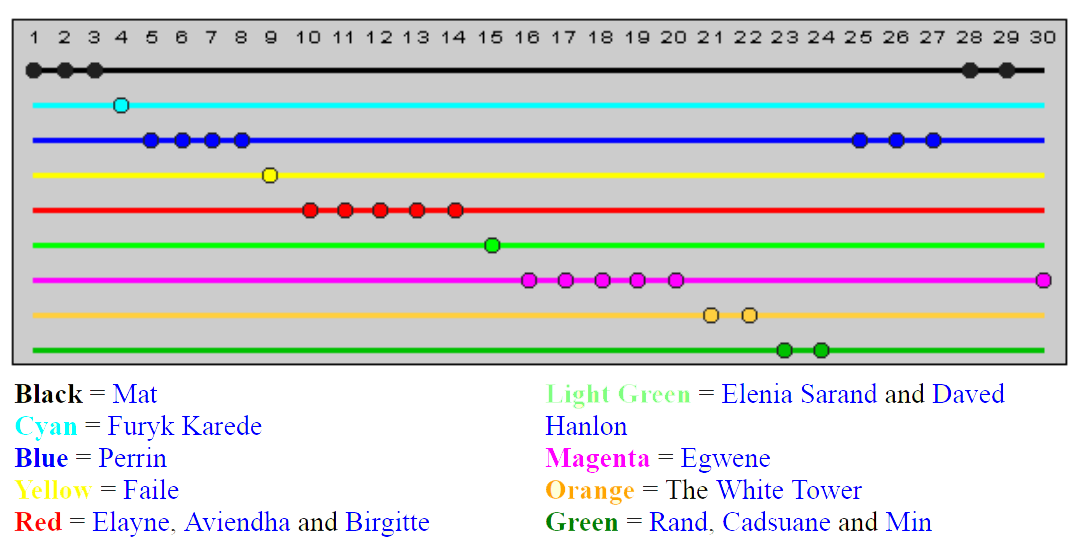 1 2 3 4 5 6 7 8 9 10 11 12 13 14 15 16 17 18 19 20 21 22 23 24 25 26 27 28 29 30
Black = Mat
Cyan = Furyk Karede
Blue = Perrin
Yellow = Faile
Red = Elayne, Aviendha and Birgitte
Light Green = Elenia Sarand and Daved
Hanlon
Magenta = Egwene
Orange = The White Tower
Green = Rand, Cadsuane and Min